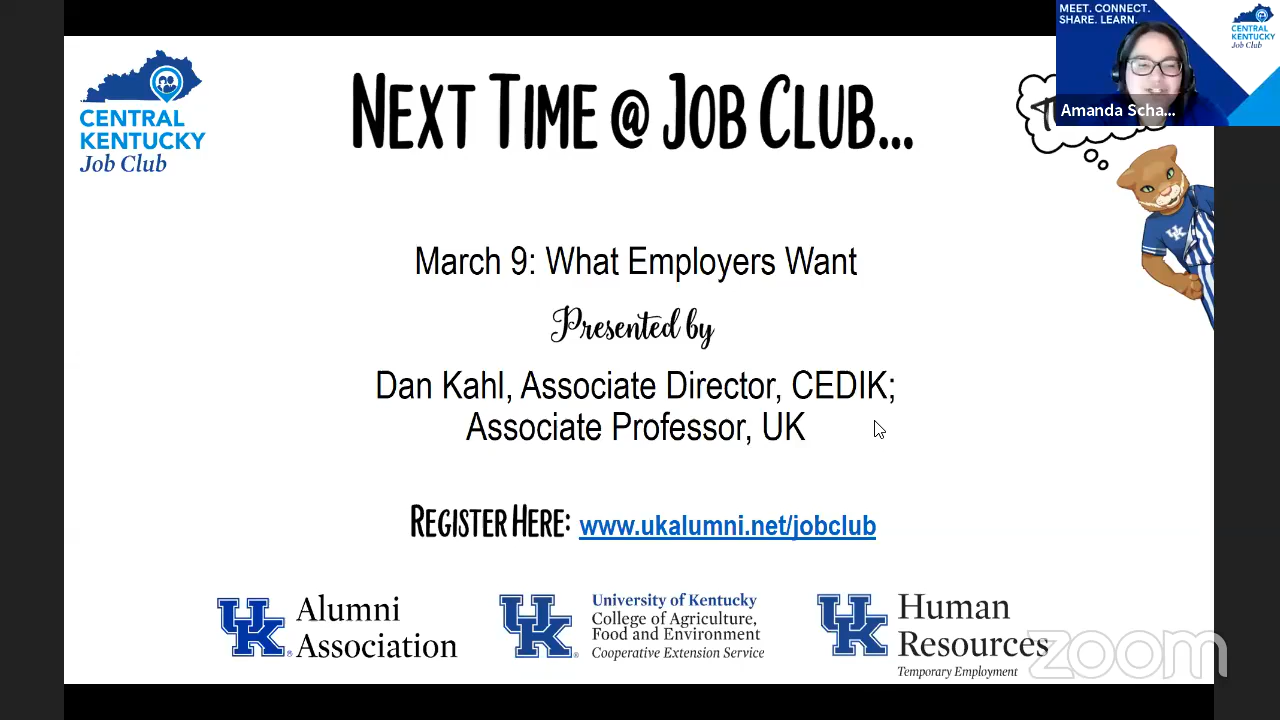 MEET. CONNECT.
SHARE. LEARN.
CENTRAL
KENTUCKY
Job Club
Amanda Scha...
CENTRAL
KENTUCKY
Job Club
NEXT TIME @ JOB CLUB...
March 9: What Employers Want
Presented by
Dan Kahl, Associate Director, CEDIK;
Associate Professor, UK
REGISTER HERE: www.ukalumni.net/jobclub
UK
UK® Alumni
Association
UK® University of Kentucky
College of Agriculture,
Food and Environment
Cooperative Extension Service
UK Human
Resources
Temporary Employment
zoom